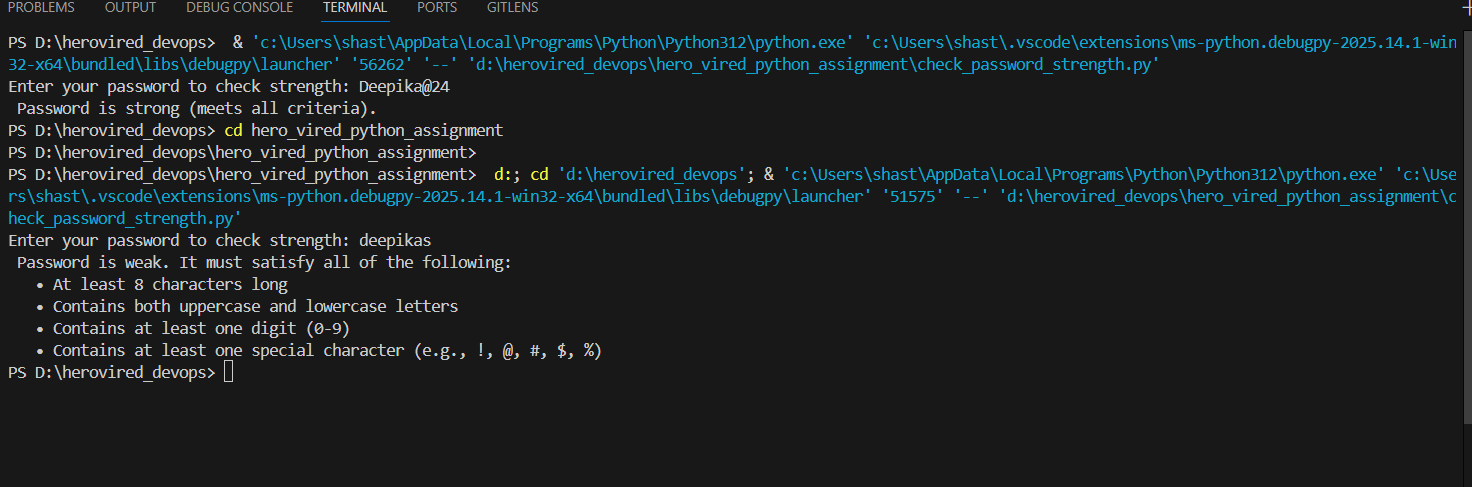 PROBLEMS OUTPUT DEBUG CONSOLE TERMINAL PORTS GITLENS
PS D:\herovired_devops>  & 'c:\Users\shast\AppData\Local\Programs\Python\Python312\python.exe' 'c:\Users\shast\.vscode\extensions\ms-python.debugpy-2025.14.1-win
32-x64\bundled\libs\debugpy\launcher' '56262' '--' 'd:\herovired_devops\hero_vired_python_assignment\check_password_strength.py'
Enter your password to check strength: Deepika@24
 Password is strong (meets all criteria).
PS D:\herovired_devops> cd hero_vired_python_assignment
PS D:\herovired_devops\hero_vired_python_assignment>
PS D:\herovired_devops\hero_vired_python_assignment>  d:; cd 'd:\herovired_devops'; & 'c:\Users\shast\AppData\Local\Programs\Python\Python312\python.exe' 'c:\Use
rs\shast\.vscode\extensions\ms-python.debugpy-2025.14.1-win32-x64\bundled\libs\debugpy\launcher' '51575' '--' 'd:\herovired_devops\hero_vired_python_assignment\c
heck_password_strength.py'
Enter your password to check strength: deepikas
 Password is weak. It must satisfy all of the following:
   • At least 8 characters long
   • Contains both uppercase and lowercase letters
   • Contains at least one digit (0-9)
   • Contains at least one special character (e.g., !, @, #, $, %)
PS D:\herovired_devops>